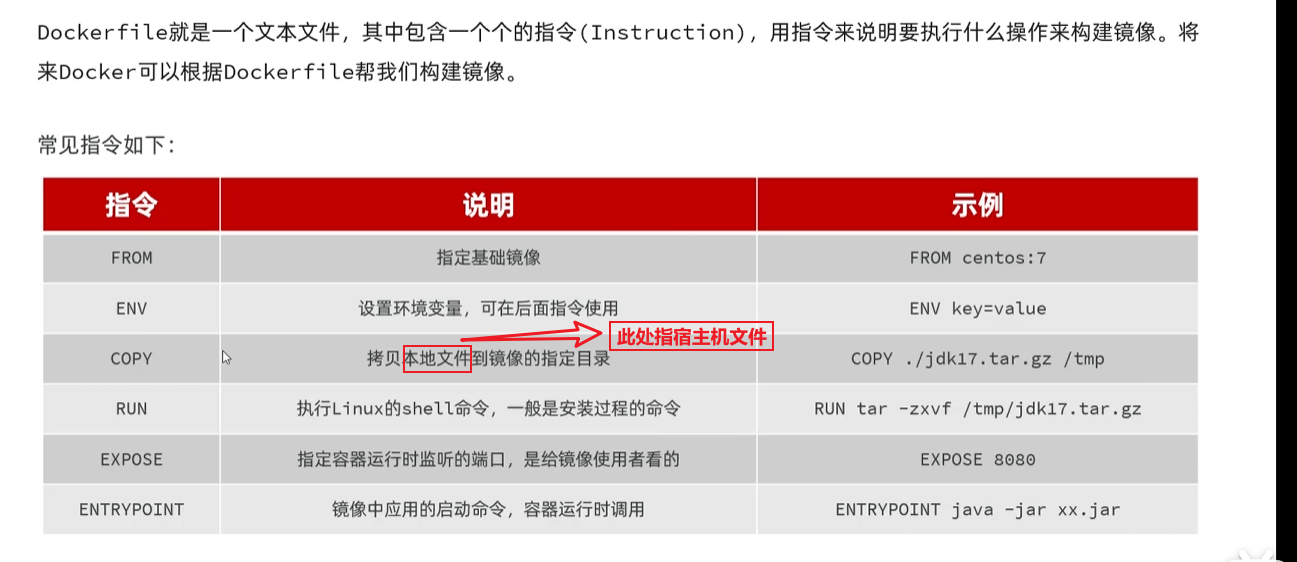 Dockerfile就是一个文本文件，其中包含一个个的指令(Instruction)，用指令来说明要执行什么操作来构建镜像。将
来Docker可以根据Dockerfile帮我们构建镜像。
常见指令如下：
指令 说明 示例
FROM 指定基础镜像 FROM centos:7
ENV 设置环境变量，可在后面指令使用 ENV key=value
此处指宿主机文件
COPY 拷贝本地文件到镜像的指定目录 COPY ./jdk17.tar.gz /tmp
RUN 执行Linux的shell命令，一般是安装过程的命令 RUN tar -zxvf /tmp/jdk17.tar.gz
EXPOSE 指定容器运行时监听的端口，是给镜像使用者看的 EXPOSE 8080
ENTRYPOINT 镜像中应用的启动命令，容器运行时调用 ENTRYPOINT java -jar xx.jar